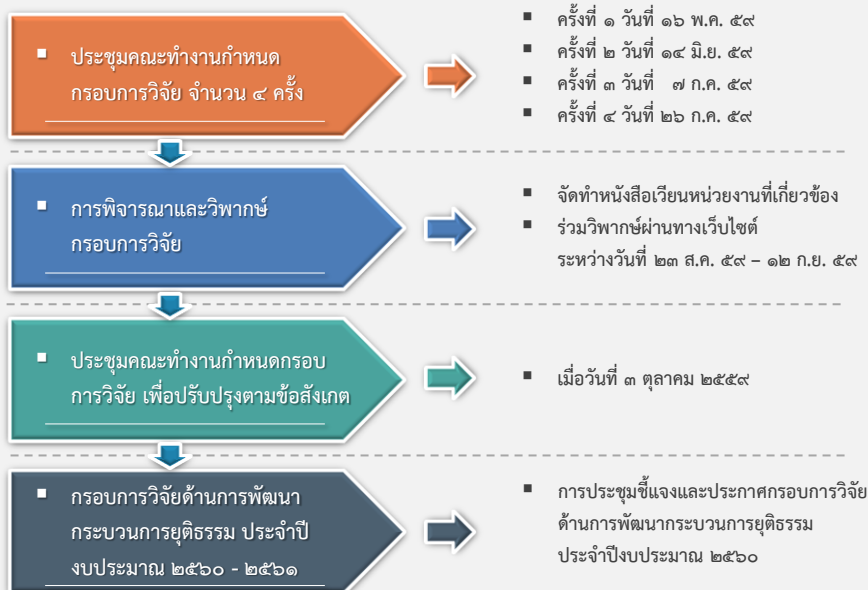 ประชุมคณะทำงานกำหนด
กรอบการวิจัย จำนวน ๔ ครั้ง
ครั้งที่ ๑ วันที่ ๑๖ พ.ค. ๕๙
ครั้งที่ ๒ วันที่ ๑๔ มิ.ย. ๕๙
ครั้งที่ ๓ วันที่ ๗ ก.ค. ๕๙
ครั้งที่ ๔ วันที่ ๒๖ ก.ค. ๕๙
การพิจารณาและวิพากษ์
กรอบการวิจัย
จัดทำหนังสือเวียนหน่วยงานที่เกี่ยวข้อง
ร่วมวิพากษ์ผ่านทางเว็บไซต์
ระหว่างวันที่ ๒๓ ส.ค. ๕๙ – ๑๒ ก.ย. ๕๙
ประชุมคณะทำงานกำหนดกรอบ
การวิจัย เพื่อปรับปรุงตามข้อสังเกต
เมื่อวันที่ ๓ ตุลาคม ๒๕๕๙
กรอบการวิจัยด้านการพัฒนา
กระบวนการยุติธรรม ประจำปี
งบประมาณ ๒๕๖๐ - ๒๕๖๑
การประชุมชี้แจงและประกาศกรอบการวิจัย
ด้านการพัฒนากระบวนการยุติธรรม
ประจำปีงบประมาณ ๒๕๖๐